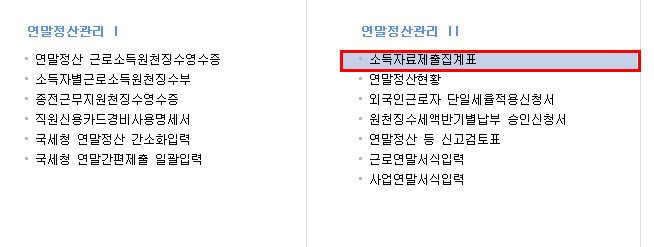 연말정산관리 I
연말정산 근로소득원천징수영수증
소득자별근로소득원천징수부
종전근무지원천징수영수증
직원신용카드경비사용명세서
국세청 연말정산 간소화입력
국세청 연말간편제출 일괄입력
연말정산관리 II
소득자료제출집계표
연말정산현황
외국인근로자 단일세율적용신청서
원천징수세액반기별납부 승인신청서
연말정산 등 신고검토표
근로연말서식입력
사업연말서식입력